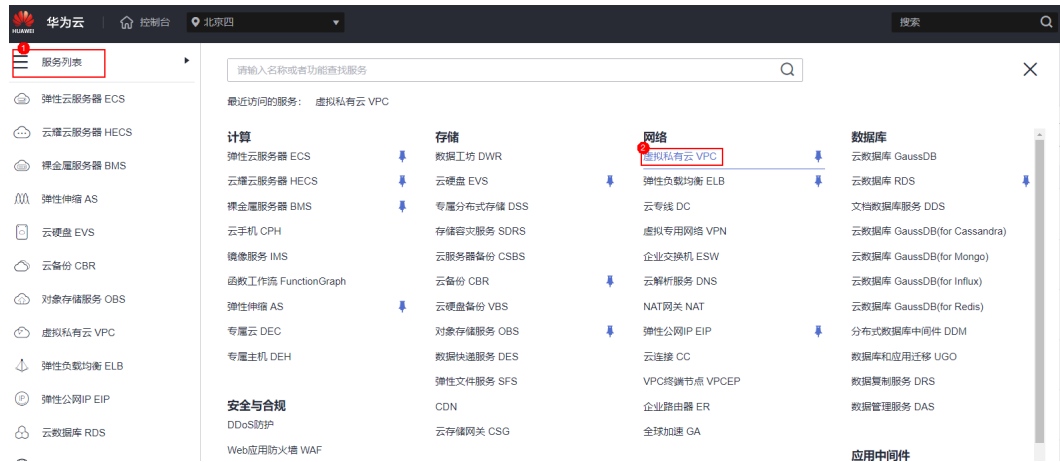 HUAWEI
华为云
控制台
北京四
搜索
1
服务列表
弹性云服务器 ECS
云耀云服务器 HECS
裸金属服务器 BMS
弹性伸缩 AS
云硬盘 EVS
云备份 CBR
对象存储服务 OBS
虚拟私有云 VPC
弹性负载均衡 ELB
弹性公网IP EIP
云数据库 RDS
请输入名称或者功能查找服务
最近访问的服务： 虚拟私有云 VPC
计算
弹性云服务器 ECS
云耀云服务器 HECS
裸金属服务器 BMS
云手机 CPH
镜像服务 IMS
函数工作流 FunctionGraph
弹性伸缩 AS
专属云 DEC
专属主机 DEH
安全与合规
DDoS防护
Web应用防火墙 WAF
存储
数据工坊 DWR
云硬盘 EVS
专属分布式存储 DSS
存储容灾服务 SDRS
云服务器备份 CSBS
云备份 CBR
云硬盘备份 VBS
对象存储服务 OBS
数据快递服务 DES
弹性文件服务 SFS
CDN
云存储网关 CSG
网络
2
虚拟私有云 VPC
弹性负载均衡 ELB
云专线 DC
虚拟专用网络 VPN
企业交换机 ESW
云解析服务 DNS
NAT网关 NAT
弹性公网IP EIP
云连接 CC
VPC终端节点 VPCEP
企业路由器 ER
全球加速 GA
数据库
云数据库 GaussDB
云数据库 RDS
文档数据库服务 DDS
云数据库 GaussDB(for Cassandra)
云数据库 GaussDB(for Mongo)
云数据库 GaussDB(for Influx)
云数据库 GaussDB(for Redis)
分布式数据库中间件 DDM
数据库和应用迁移 UGO
数据复制服务 DRS
数据管理服务 DAS
应用中间件